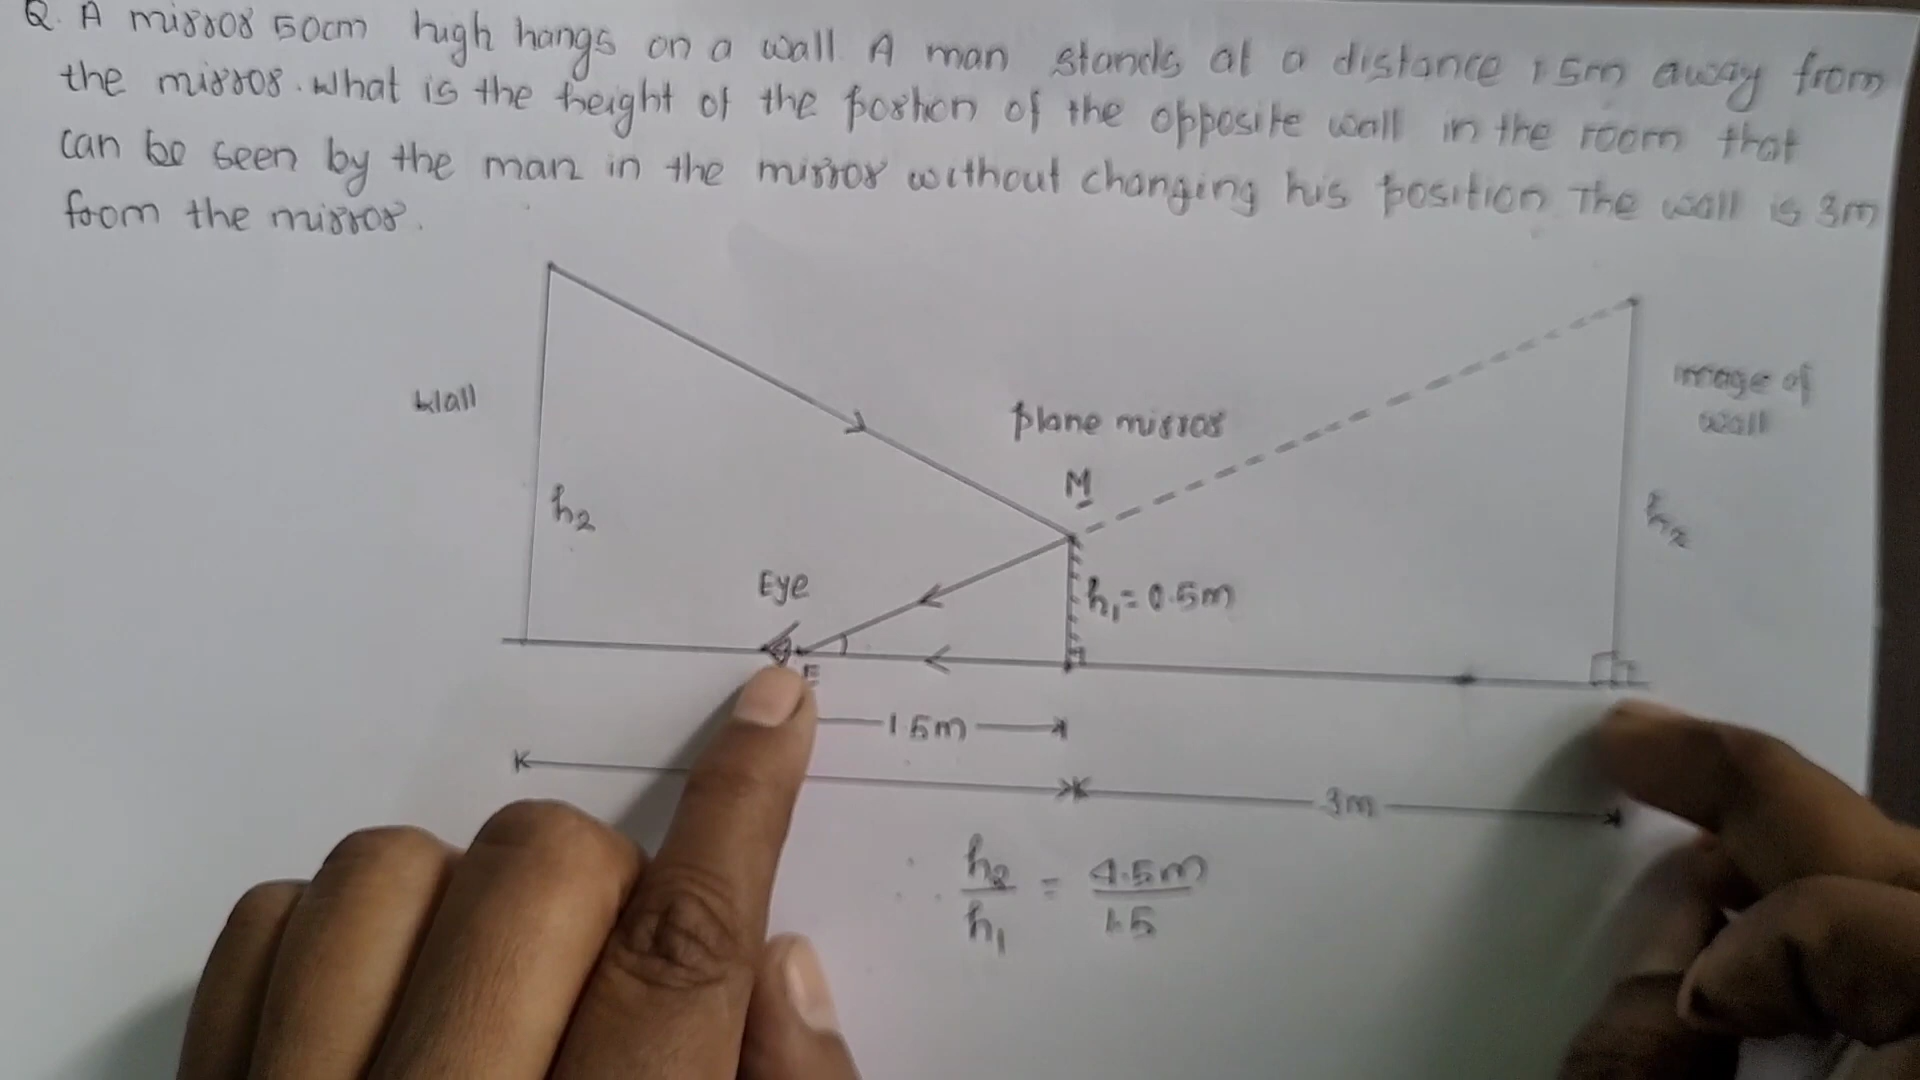 Q. A mirror 50cm high hangs on a wall. A man stands at a distance 1.5m away from
the mirror. What is the height of the portion of the opposite wall in the room that
can be seen by the man in the mirror without changing his position The wall is 3m
from the mirror.
Wall
image of
wall
plane mirror
M
h2
h2
Eye
h1 = 0.5m
E
1.5m
3m
∴ h2/h1 = 4.5m/1.5